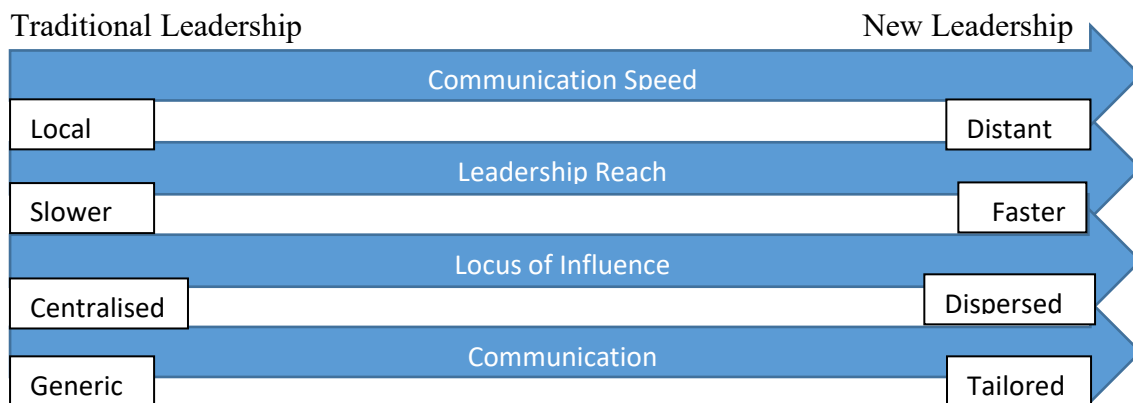 Traditional Leadership New Leadership
Communication Speed
Local Distant
Leadership Reach
Slower Faster
Locus of Influence
Centralised Dispersed
Communication
Generic Tailored